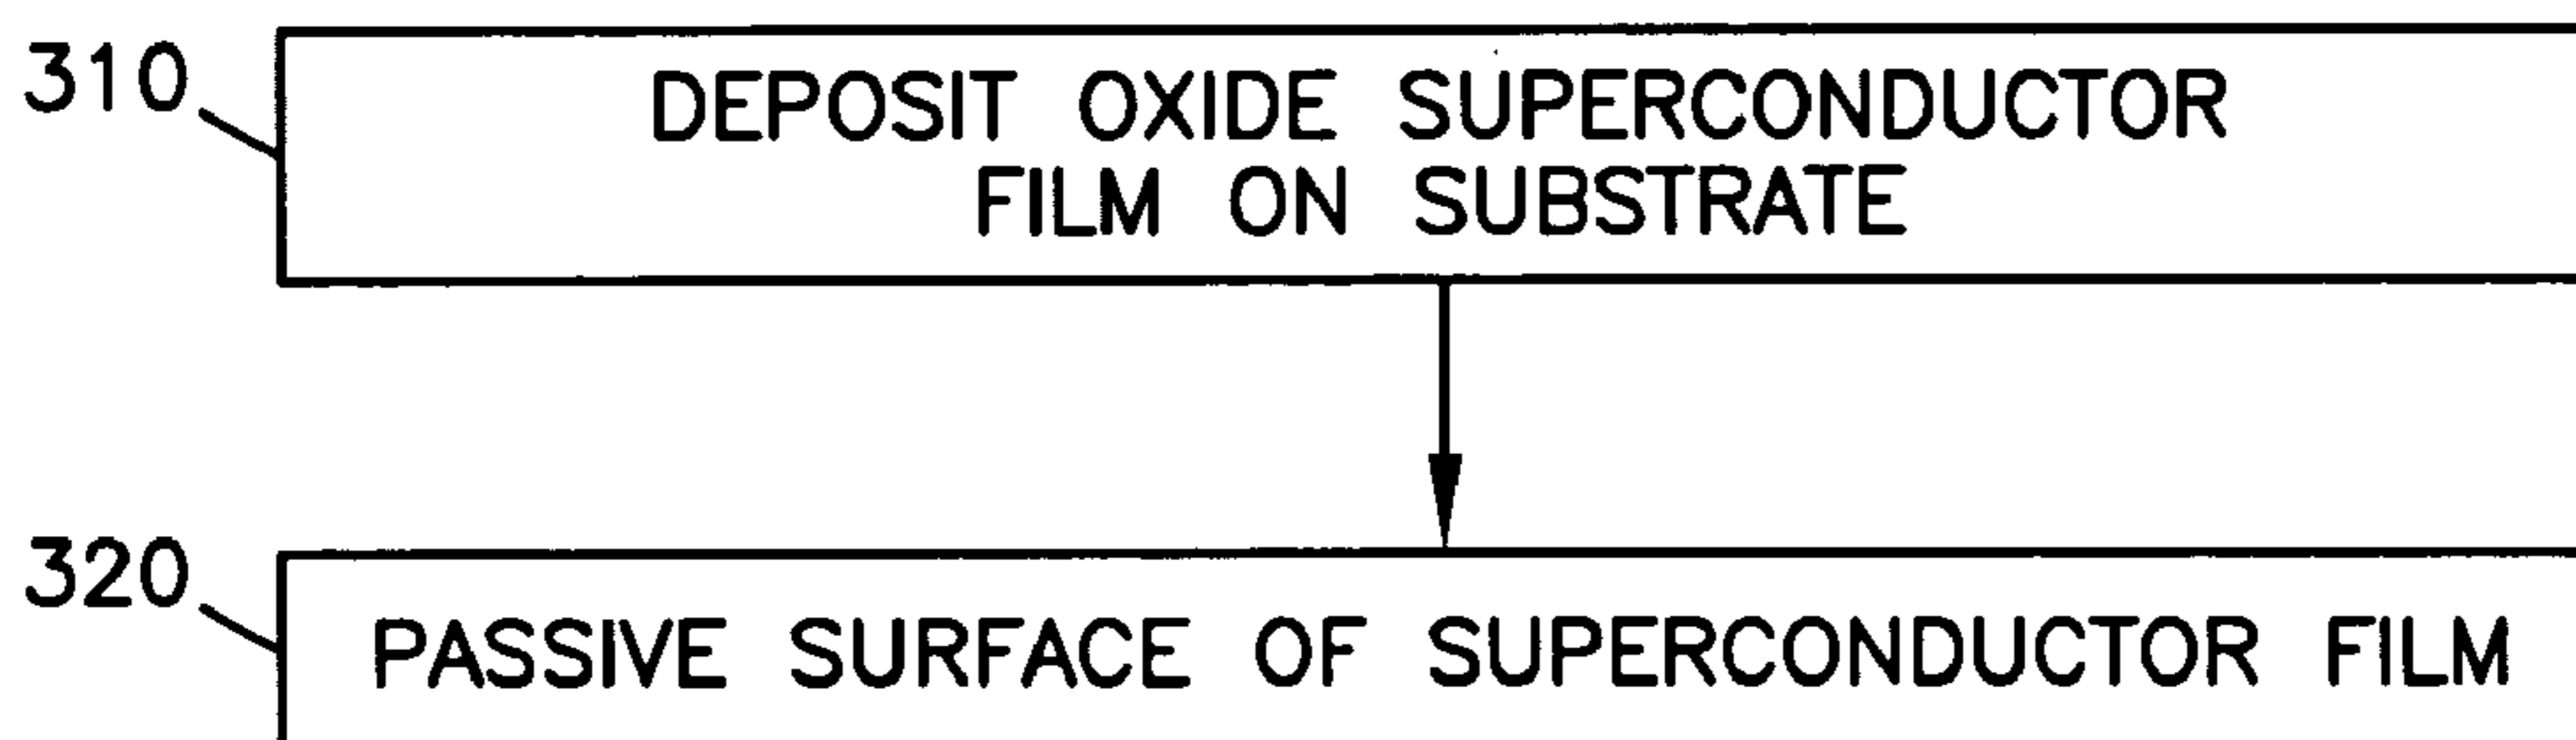 310
DEPOSIT OXIDE SUPERCONDUCTOR
FILM ON SUBSTRATE
320
PASSIVE SURFACE OF SUPERCONDUCTOR FILM